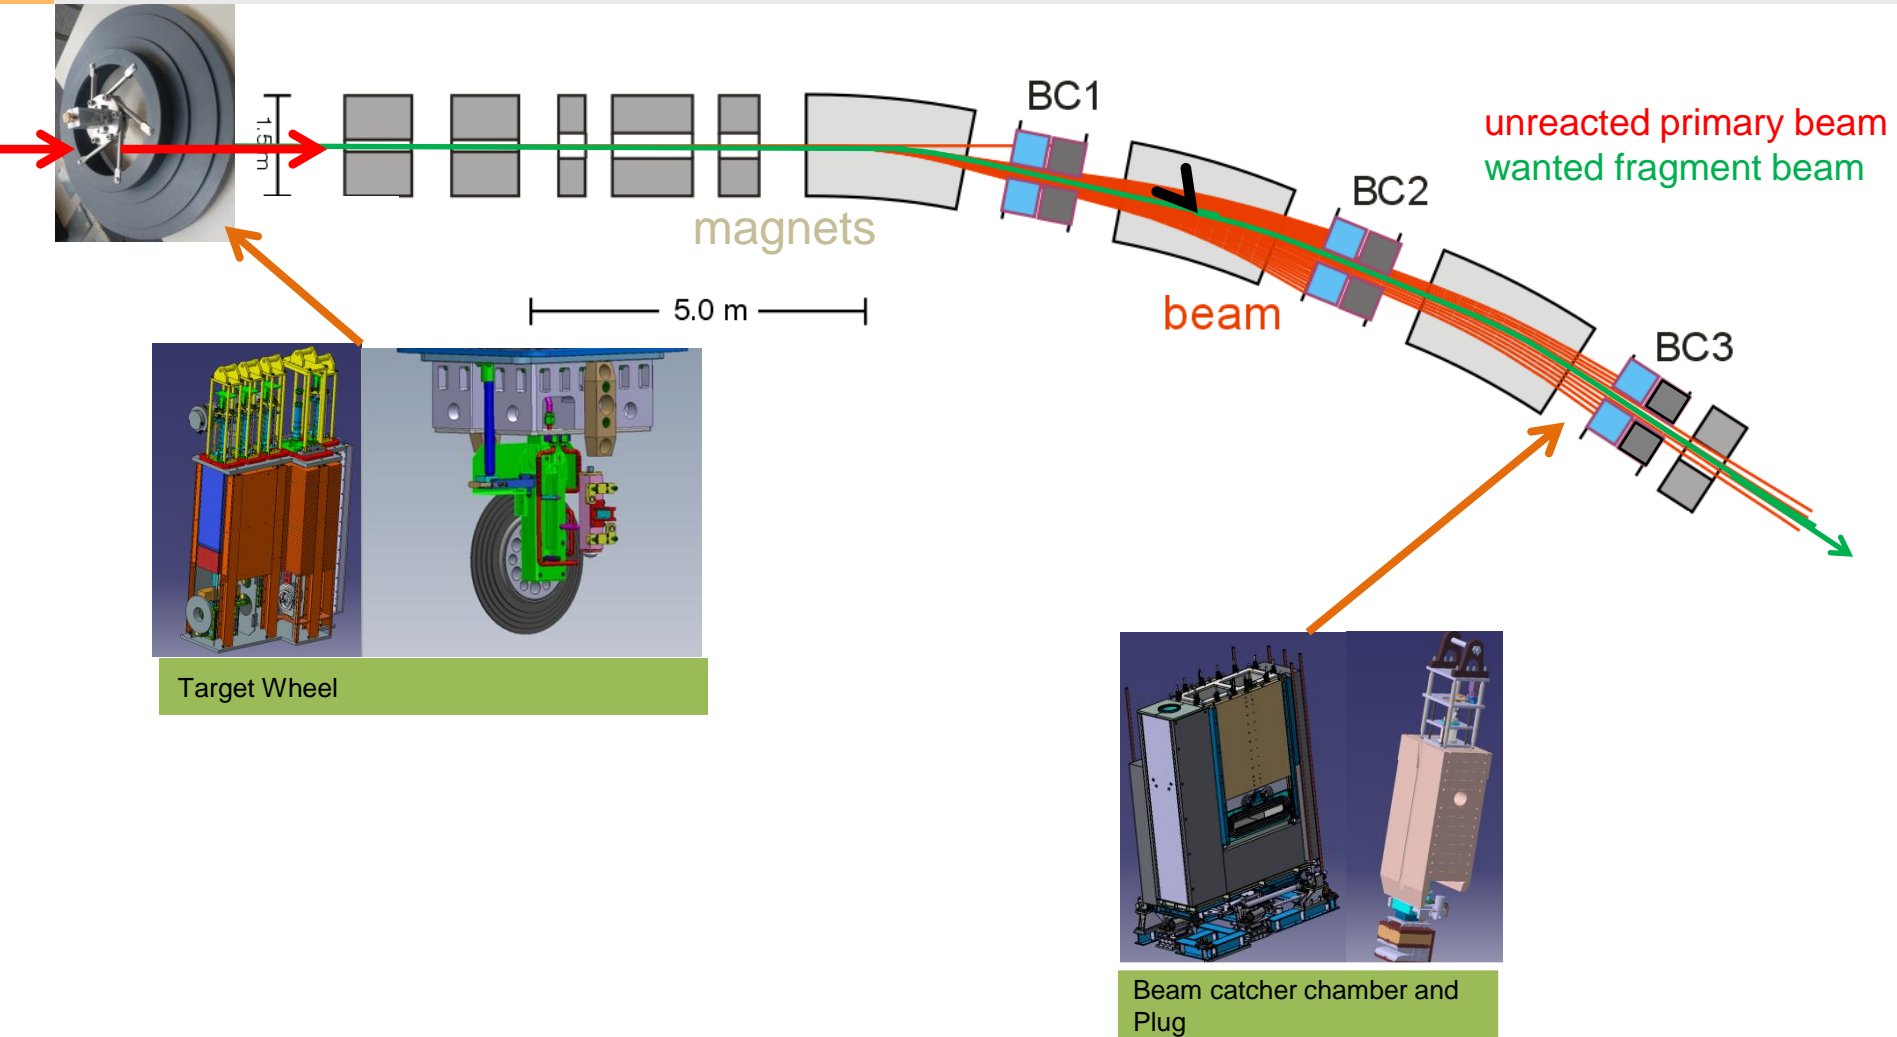 BC1
1.5m
unreacted primary beam
wanted fragment beam
BC2
magnets
5.0 m
beam
BC3
Target Wheel
Beam catcher chamber and
Plug